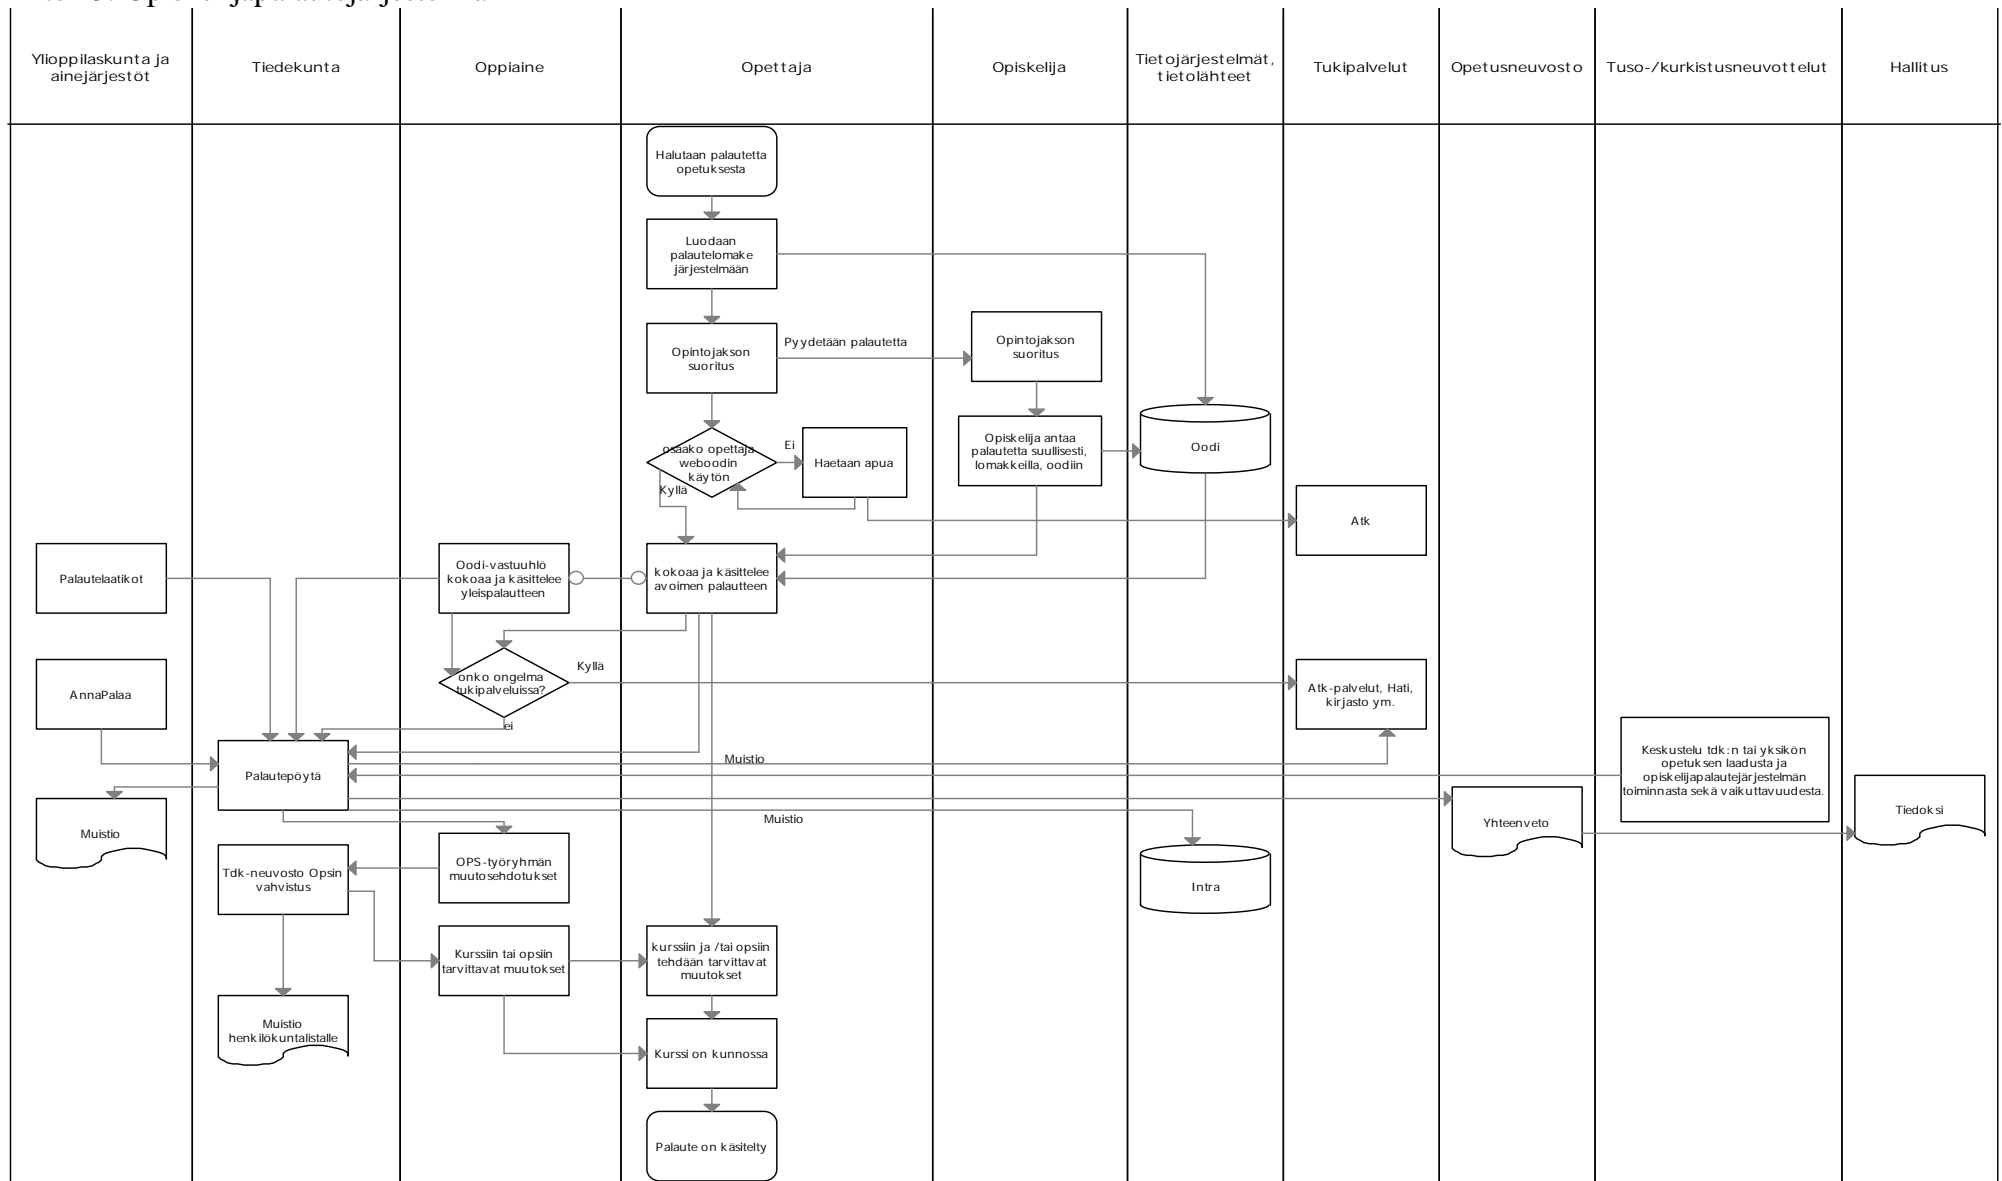 Ylioppilaskunta ja
ainejärjestöt
Tiedekunta
Oppiaine
Opettaja
Opiskelija
Tietojärjestelmät,
tietolähteet
Tukipalvelut
Opetusneuvosto
Tuso-/kurkistusneuvottelut
Hallitus
Halutaan palautetta
opetuksesta
Luodaan
palautelomake
järjestelmään
Opintojakson
suoritus
Pyydetään palautetta
Opintojakson
suoritus
osaako opettaja
weboodin
käytön
Ei
Kyllä
Haetaan apua
Opiskelija antaa
palautetta suullisesti,
lomakkeilla, oodiin
Oodi
Atk
Palautelaatikot
Oodi-vastuuhlö
kokoaa ja käsittelee
yleispalautteen
kokoaa ja käsittelee
avoimen palautteen
AnnaPalaa
onko ongelma
tukipalveluissa?
Kyllä
ei
Atk-palvelut, Hati,
kirjasto ym.
Palautepöytä
Muistio
Keskustelu tdk:n tai yksikön
opetuksen laadusta ja
opiskelijapalautejärjestelmän
toiminnasta sekä vaikuttavuudesta.
Muistio
Muistio
Yhteenveto
Tiedoksi
OPS-työryhmän
muutosehdotukset
Tdk-neuvosto Opsin
vahvistus
Intra
Kurssiin tai opsiin
tarvittavat muutokset
kurssiin ja /tai opsiin
tehdään tarvittavat
muutokset
Muistio
henkilökuntalistalle
Kurssi on kunnossa
Palaute on käsitelty